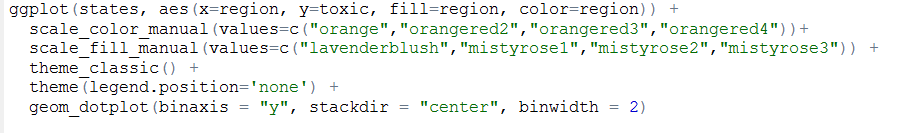 ggplot(states, aes(x=region, y=toxic, fill=region, color=region)) +
  scale_color_manual(values=c("orange","orangered2","orangered3","orangered4"))+
  scale_fill_manual(values=c("lavenderblush","mistyrose1","mistyrose2","mistyrose3")) +
  theme_classic() +
  theme(legend.position='none') +
  geom_dotplot(binaxis = "y", stackdir = "center", binwidth = 2)